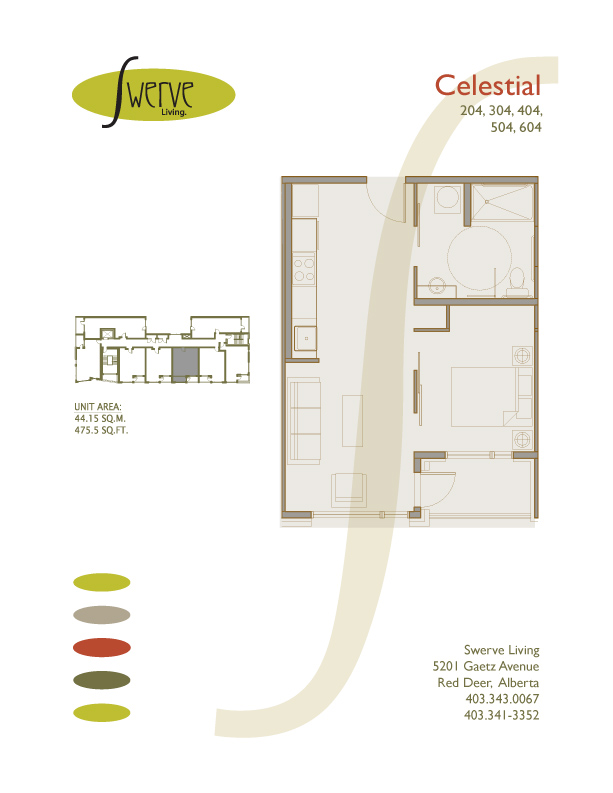 Swerve
Living.
Celestial
204, 304, 404,
504, 604
UNIT AREA:
44.15 SQ.M.
475.5 SQ.FT.
Swerve Living
5201 Gaetz Avenue
Red Deer, Alberta
403.343.0067
403.341-3352